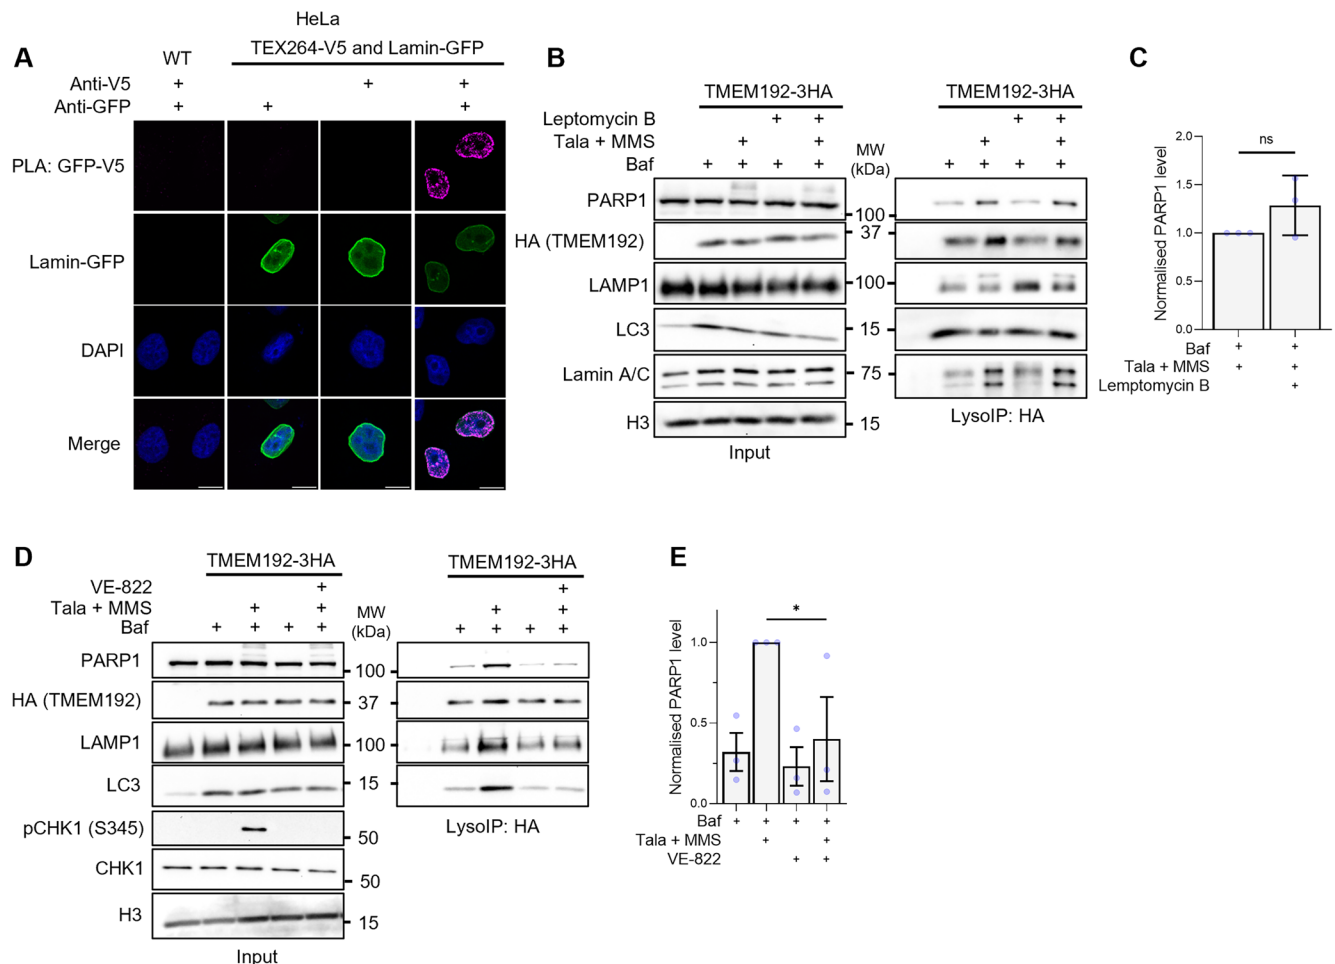 HeLa
A
WT
TEX264-V5 and Lamin-GFP
Anti-V5 + + +
Anti-GFP + + +
PLA: GFP-V5
Lamin-GFP
DAPI
Merge
B
TMEM192-3HA
TMEM192-3HA
Leptomycin B + + + +
Tala + MMS + + MW + +
Baf + + + + (kDa) + + + +
PARP1
100
HA (TMEM192)
37
LAMP1
100
LC3
15
Lamin A/C
75
H3
15
Input
LysoIP: HA
C
Normalised PARP1 level
2.0
1.5
1.0
0.5
0.0
ns
Baf + +
Tala + MMS + +
Lemptomycin B +
D
TMEM192-3HA
TMEM192-3HA
VE-822 + +
Tala + MMS + + MW + +
Baf + + + + (kDa) + + + +
PARP1
100
HA (TMEM192)
37
LAMP1
100
LC3
15
pCHK1 (S345)
50
CHK1
50
H3
15
Input
LysoIP: HA
E
Normalised PARP1 level
1.0
0.5
0.0
*
Baf + + + +
Tala + MMS + +
VE-822 + +